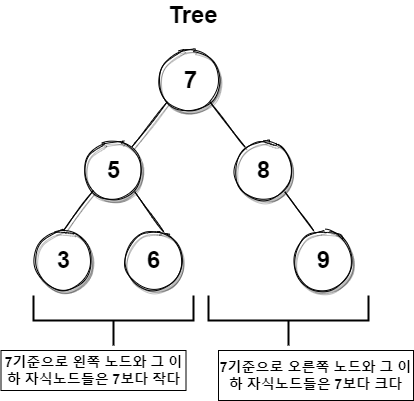 Tree
7
5
8
3
6
9
7기준으로 왼쪽 노드와 그 이
하 자식노드들은 7보다 작다
7기준으로 오른쪽 노드와 그 이
하 자식노드들은 7보다 크다